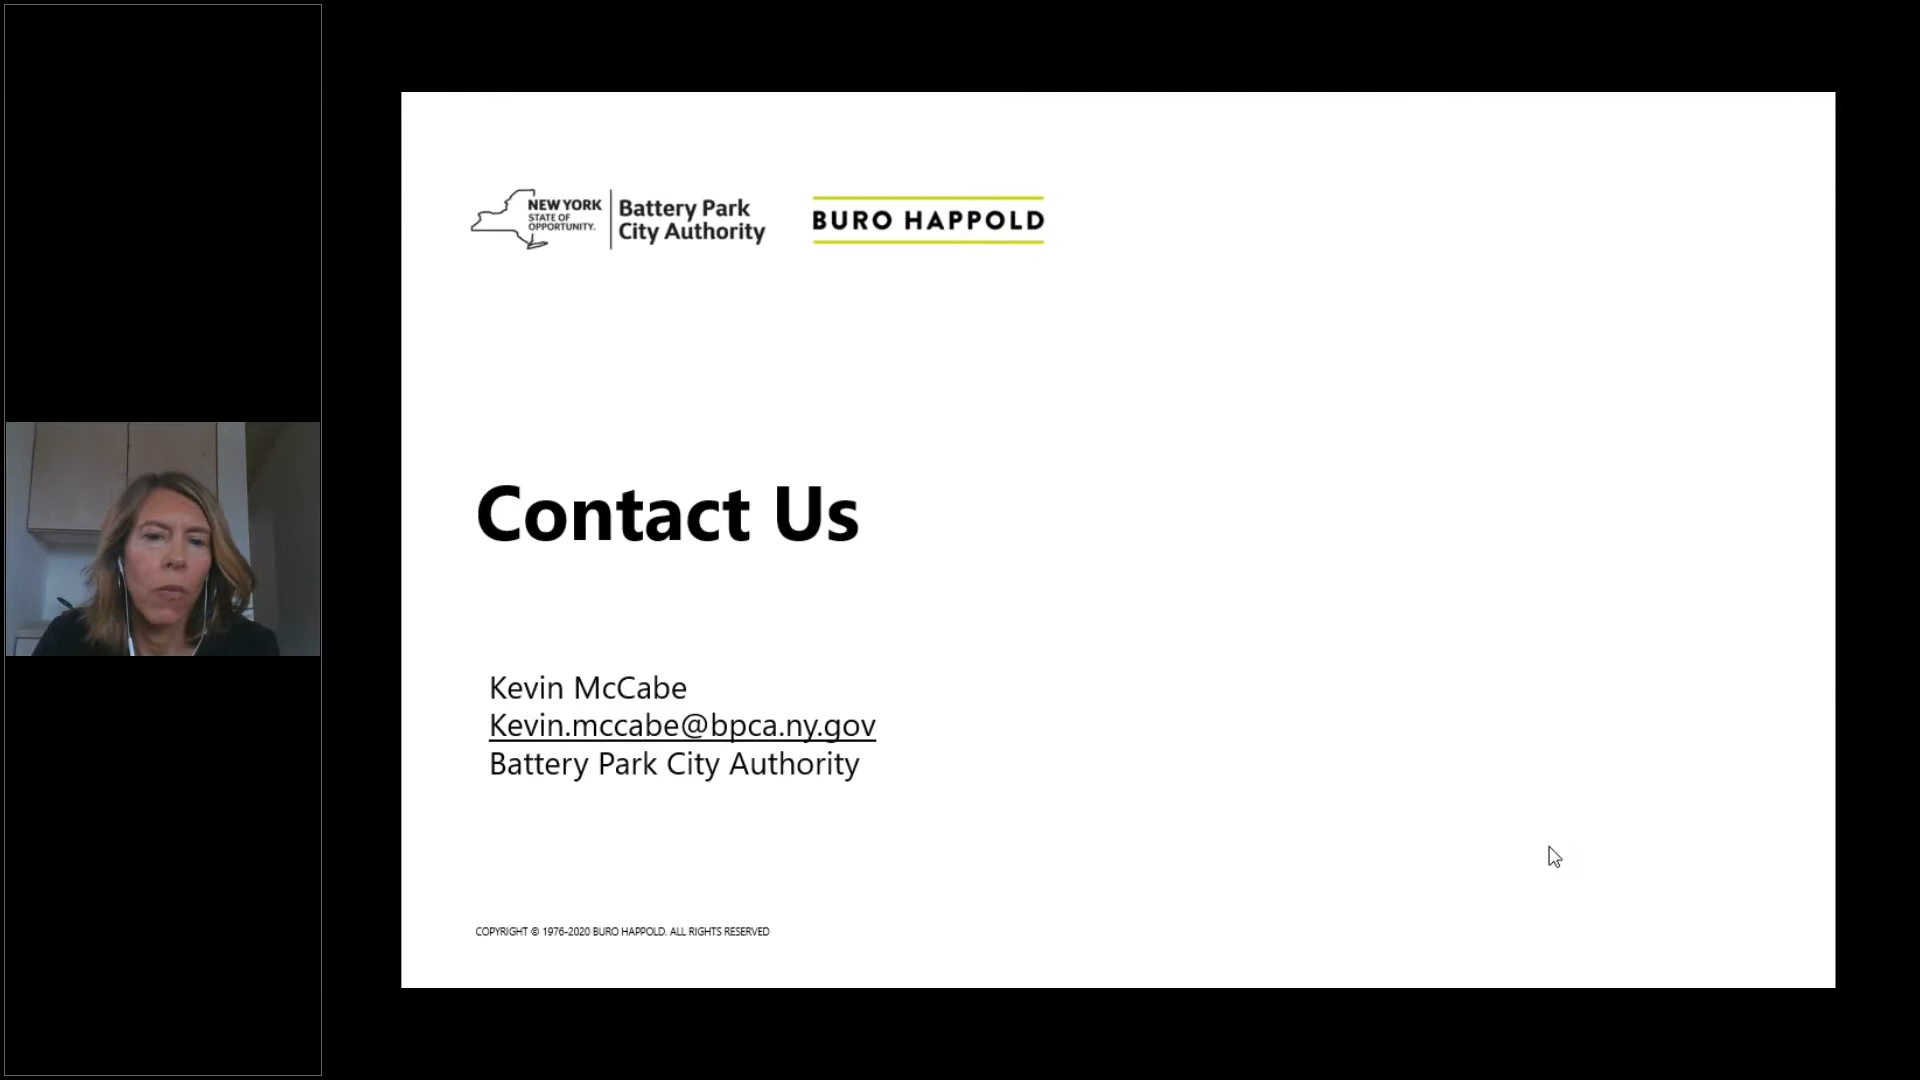 NEW YORK
STATE OF
OPPORTUNITY.
Battery Park
City Authority
BURO HAPPOLD
Contact Us
Kevin McCabe
Kevin.mccabe@bpca.ny.gov
Battery Park City Authority
COPYRIGHT © 1976-2020 BURO HAPPOLD. ALL RIGHTS RESERVED